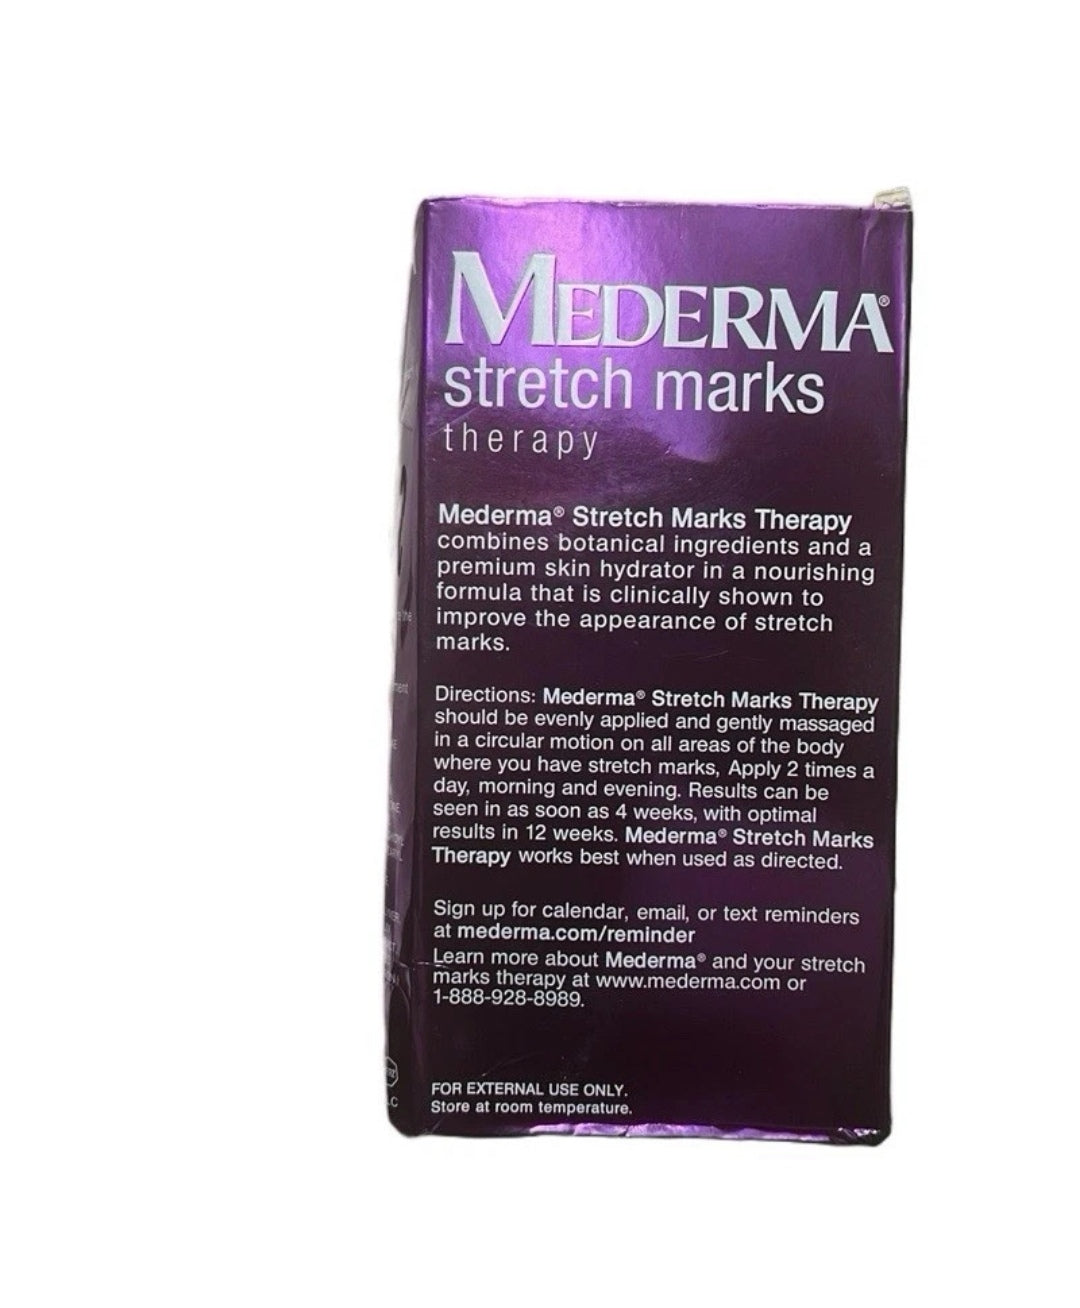 MEDERMA®
stretch marks
therapy
Mederma® Stretch Marks Therapy
combines botanical ingredients and a
premium skin hydrator in a nourishing
formula that is clinically shown to
improve the appearance of stretch
marks.
Directions: Mederma® Stretch Marks Therapy
should be evenly applied and gently massaged
in a circular motion on all areas of the body
where you have stretch marks, Apply 2 times a
day, morning and evening. Results can be
seen in as soon as 4 weeks, with optimal
results in 12 weeks. Mederma® Stretch Marks
Therapy works best when used as directed.
Sign up for calendar, email, or text reminders
at mederma.com/reminder
Learn more about Mederma® and your stretch
marks therapy at www.mederma.com or
1-888-928-8989.
FOR EXTERNAL USE ONLY.
Store at room temperature.